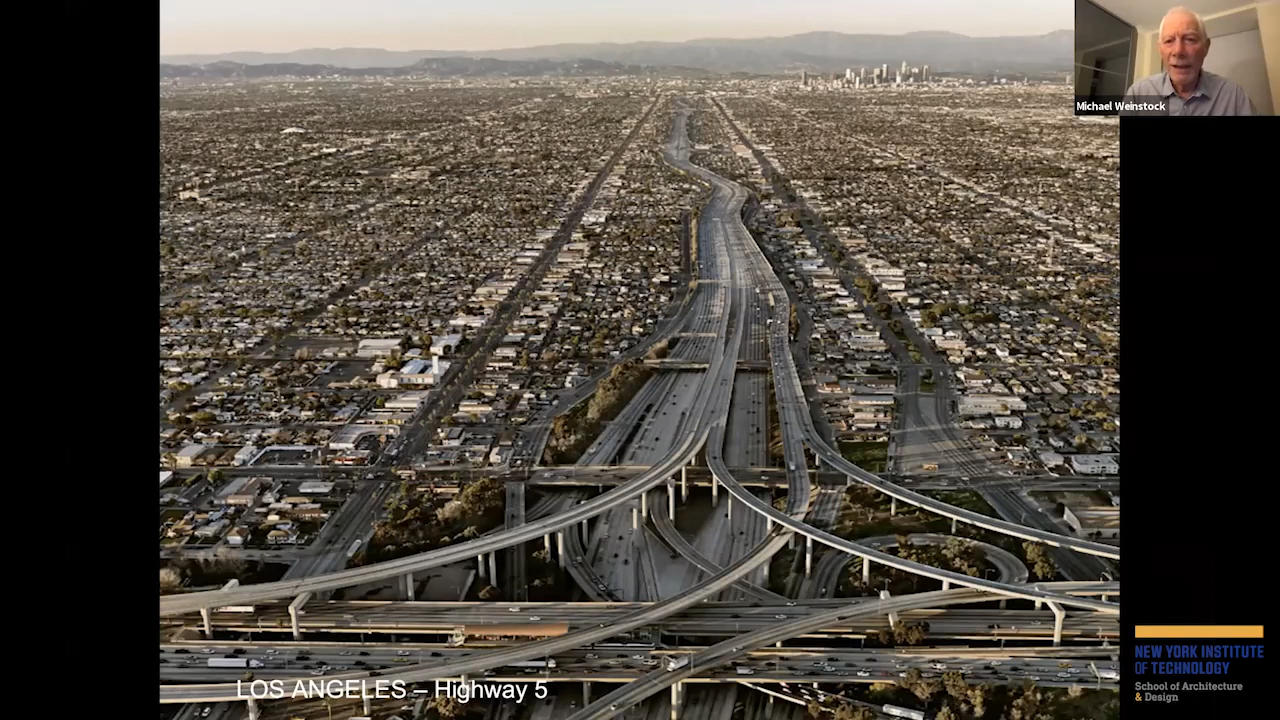 Michael Weinstock
LOS ANGELES – Highway 5
NEW YORK INSTITUTE
OF TECHNOLOGY
School of Architecture
& Design